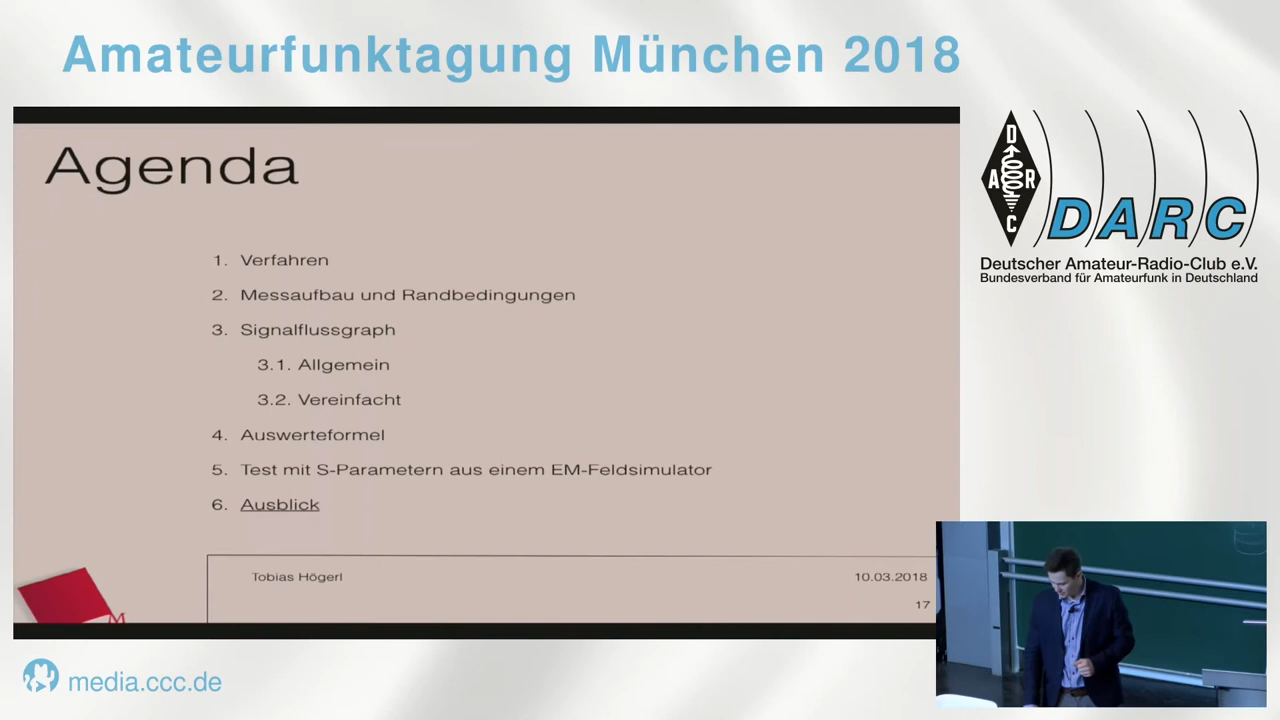 Amateurfunktagung München 2018
Agenda
1. Verfahren
2. Messaufbau und Randbedingungen
3. Signalflussgraph
3.1. Allgemein
3.2. Vereinfacht
4. Auswerteformel
5. Test mit S-Parametern aus einem EM-Feldsimulator
6. Ausblick
Tobias Högerl
10.03.2018
17
M
D
A R
C
DARC
Deutscher Amateur-Radio-Club e.V.
Bundesverband für Amateurfunk in Deutschland
media.ccc.de